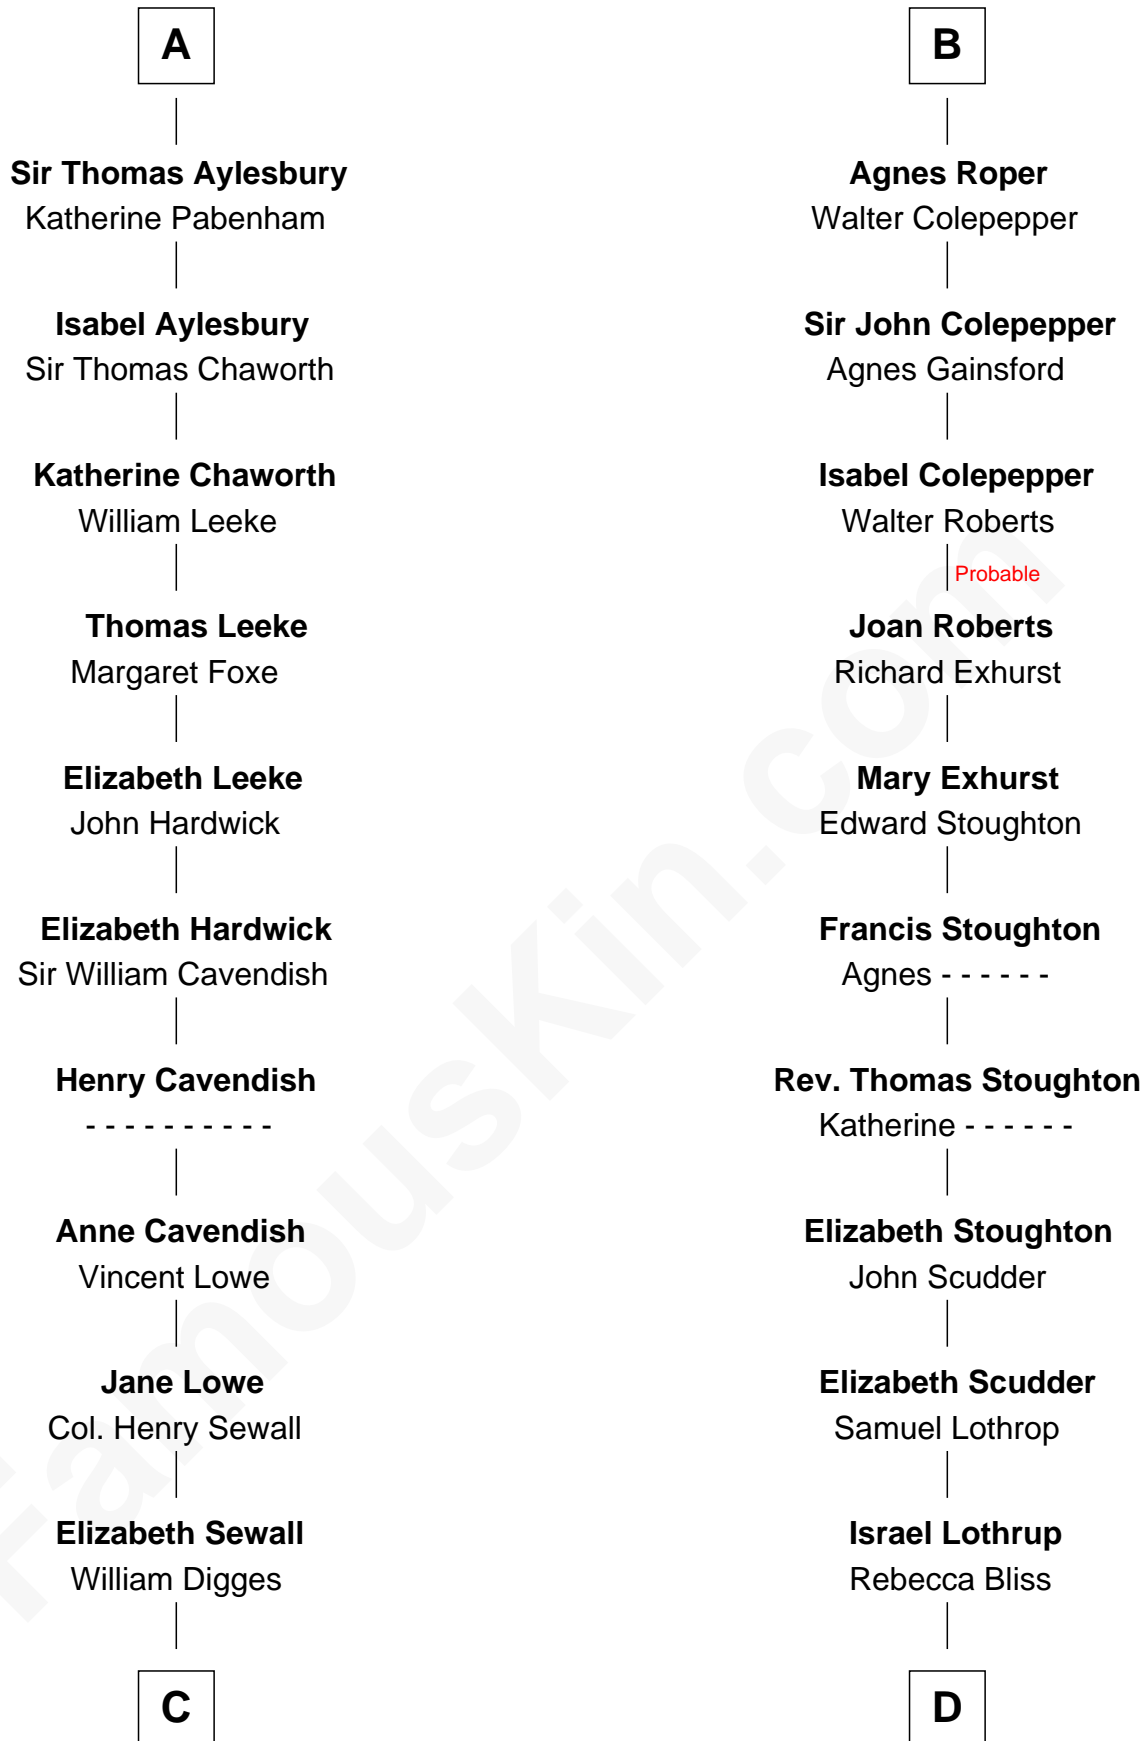 A
Sir Thomas Aylesbury
Katherine Pabenham
Isabel Aylesbury
Sir Thomas Chaworth
Katherine Chaworth
William Leeke
Thomas Leeke
Margaret Foxe
Elizabeth Leeke
John Hardwick
Elizabeth Hardwick
Sir William Cavendish
Henry Cavendish
- - - - - - - - - -
Anne Cavendish
Vincent Lowe
Jane Lowe
Col. Henry Sewall
Elizabeth Sewall
William Digges
C
B
Agnes Roper
Walter Colepepper
Sir John Colepepper
Agnes Gainsford
Isabel Colepepper
Walter Roberts
Probable
Joan Roberts
Richard Exhurst
Mary Exhurst
Edward Stoughton
Francis Stoughton
Agnes - - - - - -
Rev. Thomas Stoughton
Katherine - - - - - -
Elizabeth Stoughton
John Scudder
Elizabeth Scudder
Samuel Lothrop
Israel Lothrup
Rebecca Bliss
D
FamousKin.com